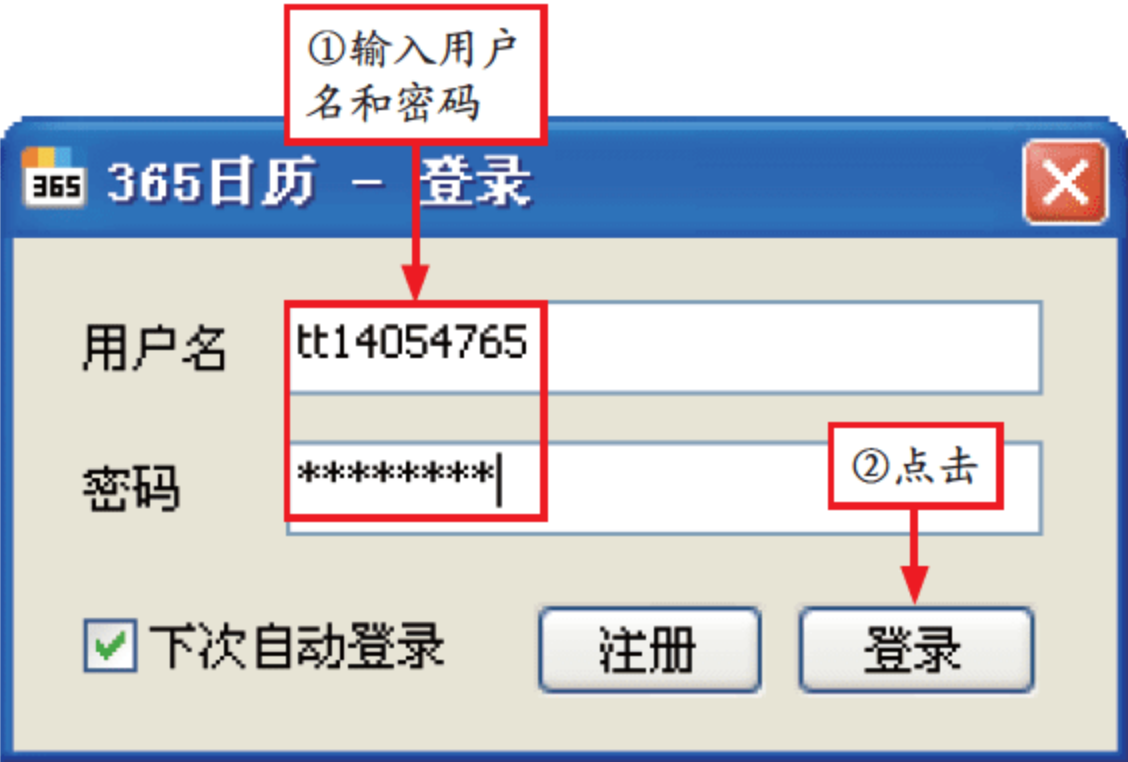 ①输入用户
名和密码
365
365日历 - 登录
用户名
tt14054765
密码
********
②点击
下次自动登录
注册
登录